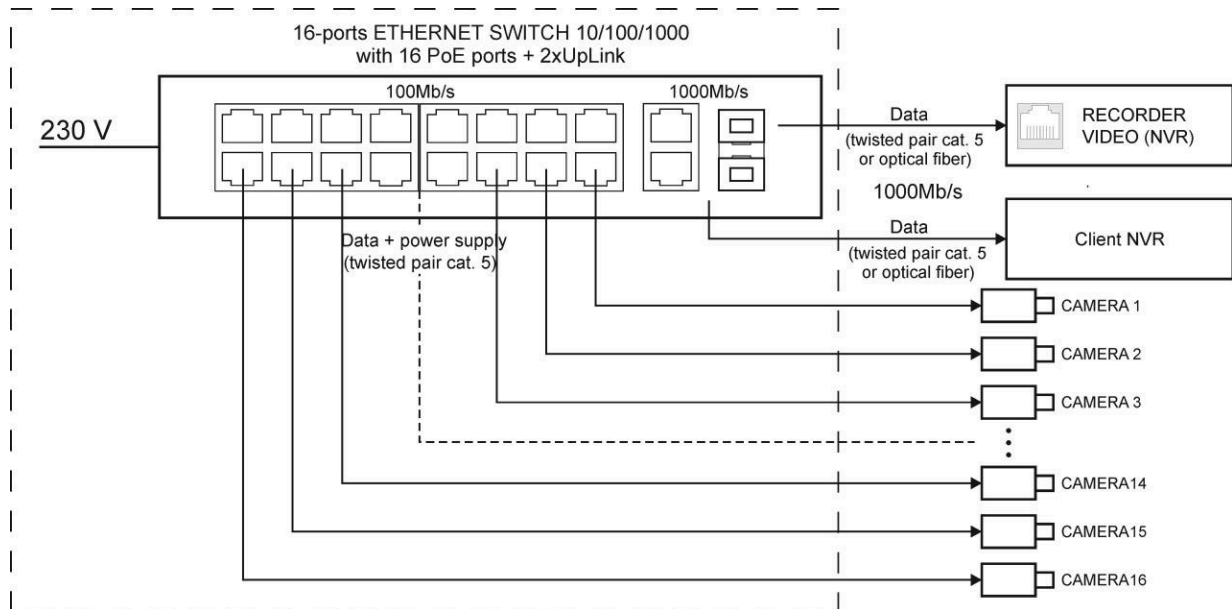 16-ports ETHERNET SWITCH 10/100/1000
with 16 PoE ports + 2xUpLink
100Mb/s
1000Mb/s
230 V
Data
(twisted pair cat. 5
or optical fiber)
RECORDER
VIDEO (NVR)
1000Mb/s
Data
(twisted pair cat. 5
or optical fiber)
Client NVR
Data + power supply
(twisted pair cat. 5)
CAMERA 1
CAMERA 2
CAMERA 3
CAMERA14
CAMERA15
CAMERA16